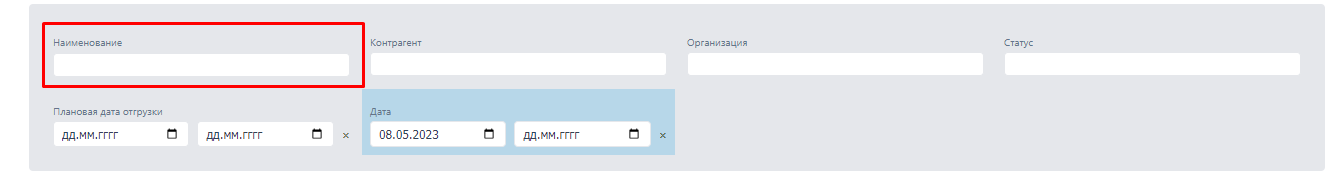 Наименование Контрагент Организация Статус
Плановая дата отгрузки Дата
дд.мм.гггг дд.мм.гггг × 08.05.2023 дд.мм.гггг ×